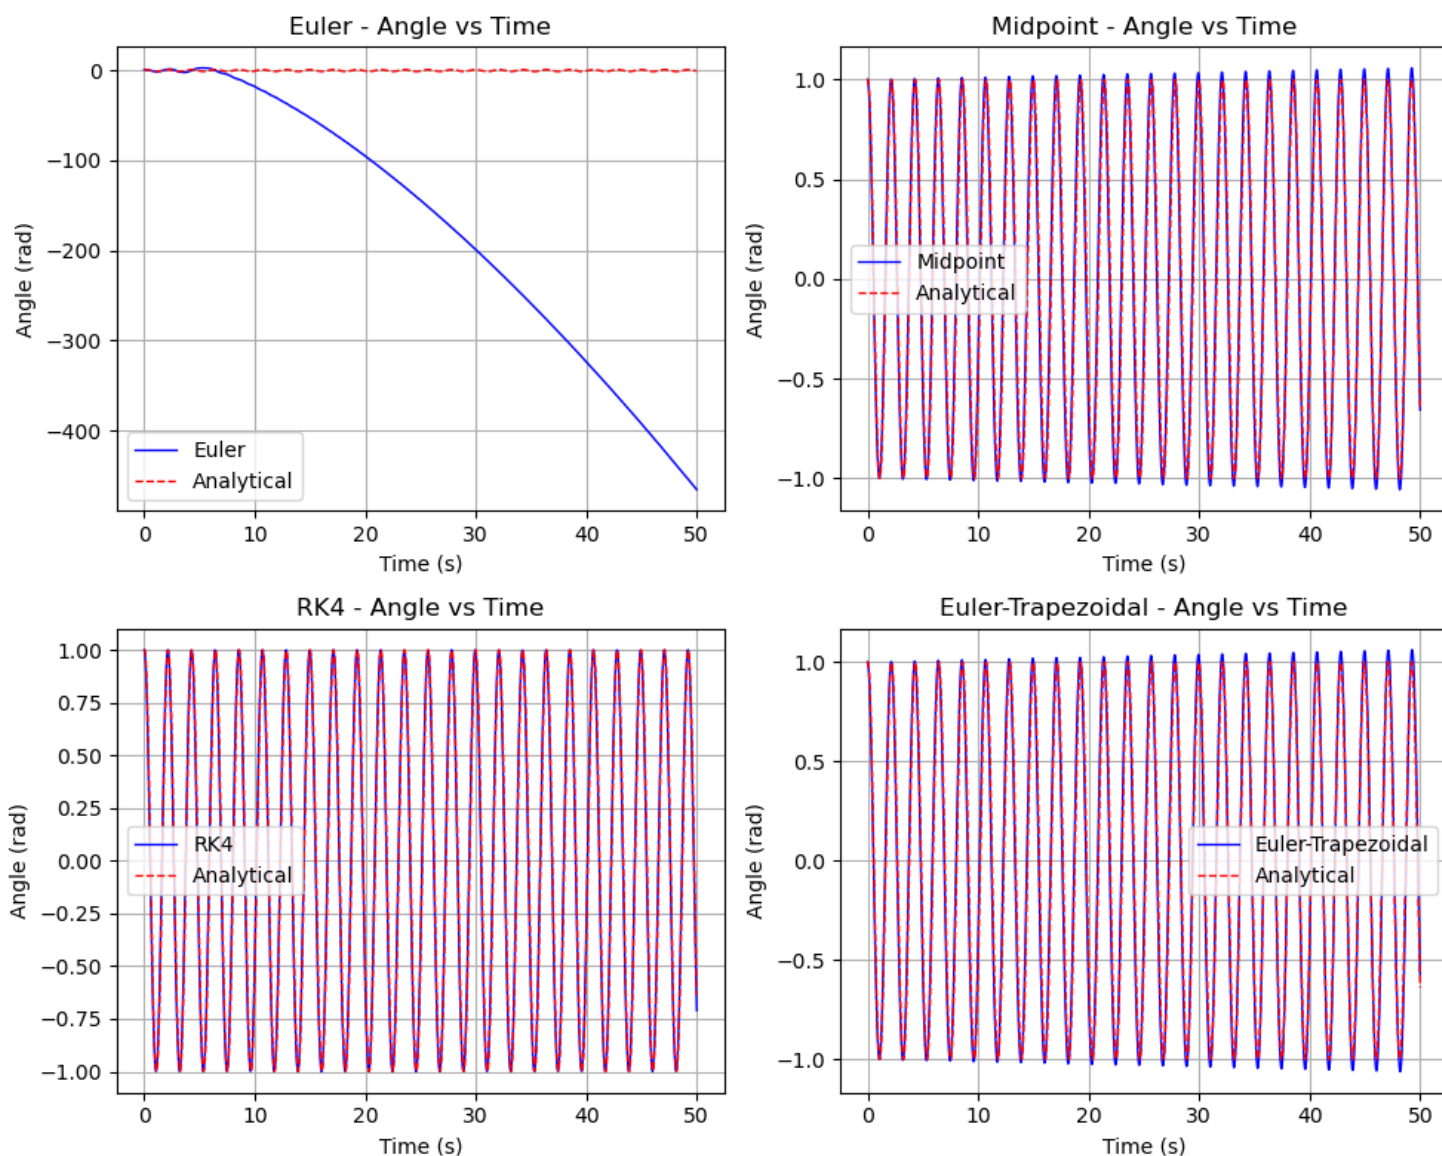 Euler - Angle vs Time
Angle (rad)
0
−100
−200
−300
−400
Euler
Analytical
0 10 20 30 40 50
Time (s)
Midpoint - Angle vs Time
Angle (rad)
1.0
0.5
0.0
−0.5
−1.0
Midpoint
Analytical
0 10 20 30 40 50
Time (s)
RK4 - Angle vs Time
Angle (rad)
1.00
0.75
0.50
0.25
0.00
−0.25
−0.50
−0.75
−1.00
RK4
Analytical
0 10 20 30 40 50
Time (s)
Euler-Trapezoidal - Angle vs Time
Angle (rad)
1.0
0.5
0.0
−0.5
−1.0
Euler-Trapezoidal
Analytical
0 10 20 30 40 50
Time (s)